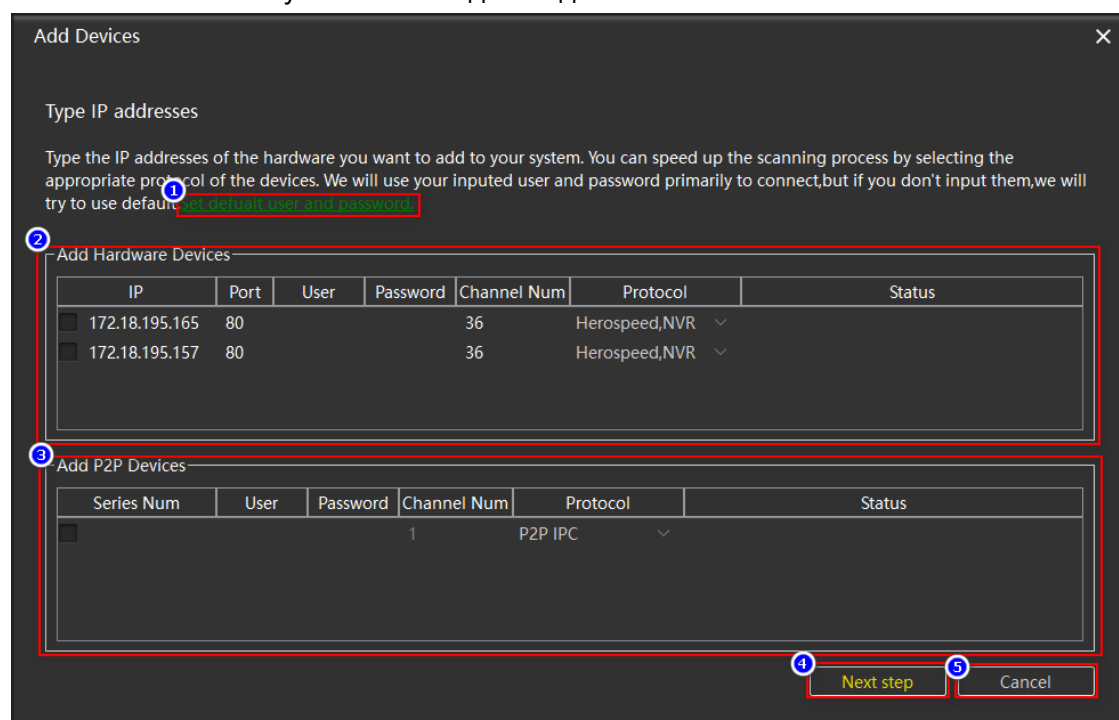 Add Devices
Type IP addresses
Type the IP addresses of the hardware you want to add to your system. You can speed up the scanning process by selecting the
appropriate protocol of the devices. We will use your inputed user and password primarily to connect,but if you don't input them,we will
1
try to use default Set defualt user and password.
2
Add Hardware Devices
IP Port User Password Channel Num Protocol Status
172.18.195.165 80 36 Herospeed,NVR
172.18.195.157 80 36 Herospeed,NVR
3
Add P2P Devices
Series Num User Password Channel Num Protocol Status
1 P2P IPC
4 5
Next step Cancel